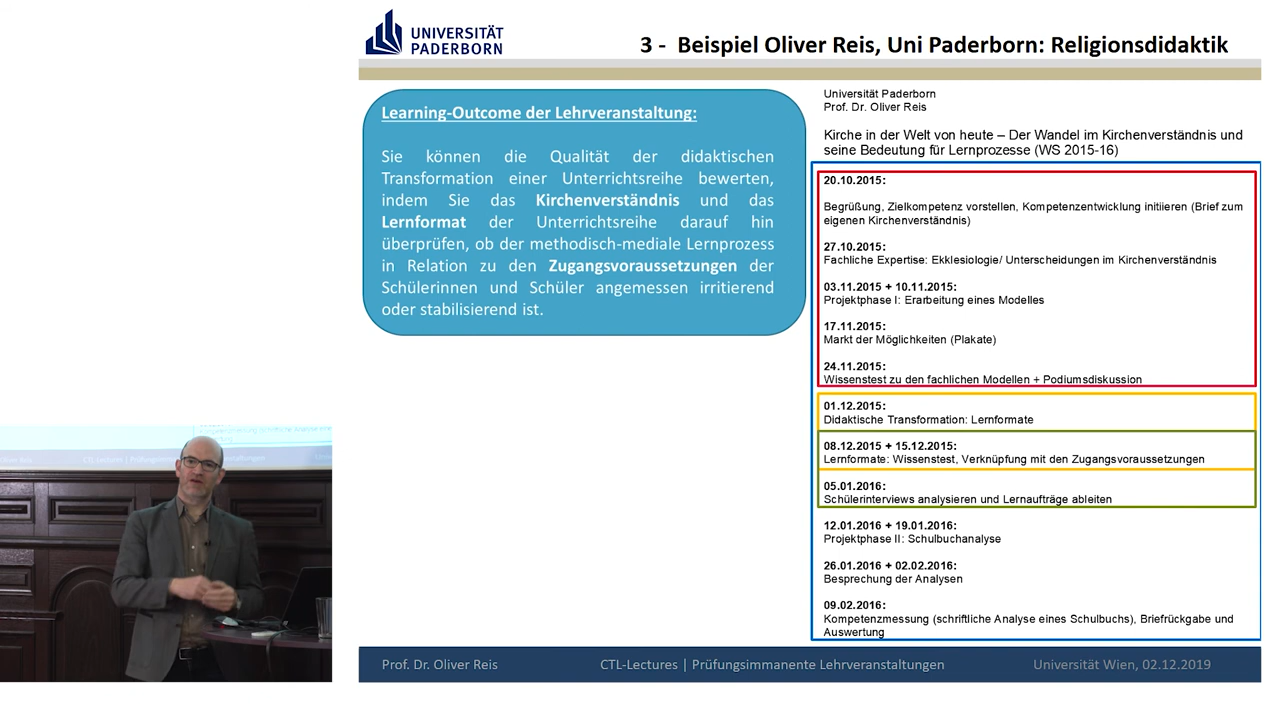 UNIVERSITÄT
PADERBORN
3 - Beispiel Oliver Reis, Uni Paderborn: Religionsdidaktik
Learning-Outcome der Lehrveranstaltung:
Sie können die Qualität der didaktischen
Transformation einer Unterrichtsreihe bewerten,
indem Sie das Kirchenverständnis und das
Lernformat der Unterrichtsreihe darauf hin
überprüfen, ob der methodisch-mediale Lernprozess
in Relation zu den Zugangsvoraussetzungen der
Schülerinnen und Schüler angemessen irritierend
oder stabilisierend ist.
Universität Paderborn
Prof. Dr. Oliver Reis
Kirche in der Welt von heute – Der Wandel im Kirchenverständnis und
seine Bedeutung für Lernprozesse (WS 2015-16)
20.10.2015:
Begrüßung, Zielkompetenz vorstellen, Kompetenzentwicklung initiieren (Brief zum
eigenen Kirchenverständnis)
27.10.2015:
Fachliche Expertise: Ekklesiologie/ Unterscheidungen im Kirchenverständnis
03.11.2015 + 10.11.2015:
Projektphase I: Erarbeitung eines Modelles
17.11.2015:
Markt der Möglichkeiten (Plakate)
24.11.2015:
Wissenstest zu den fachlichen Modellen + Podiumsdiskussion
01.12.2015:
Didaktische Transformation: Lernformate
08.12.2015 + 15.12.2015:
Lernformate: Wissenstest, Verknüpfung mit den Zugangsvoraussetzungen
05.01.2016:
Schülerinterviews analysieren und Lernaufträge ableiten
12.01.2016 + 19.01.2016:
Projektphase II: Schulbuchanalyse
26.01.2016 + 02.02.2016:
Besprechung der Analysen
09.02.2016:
Kompetenzmessung (schriftliche Analyse eines Schulbuchs), Briefrückgabe und
Auswertung
Prof. Dr. Oliver Reis
CTL-Lectures | Prüfungsimmanente Lehrveranstaltungen
Universität Wien, 02.12.2019